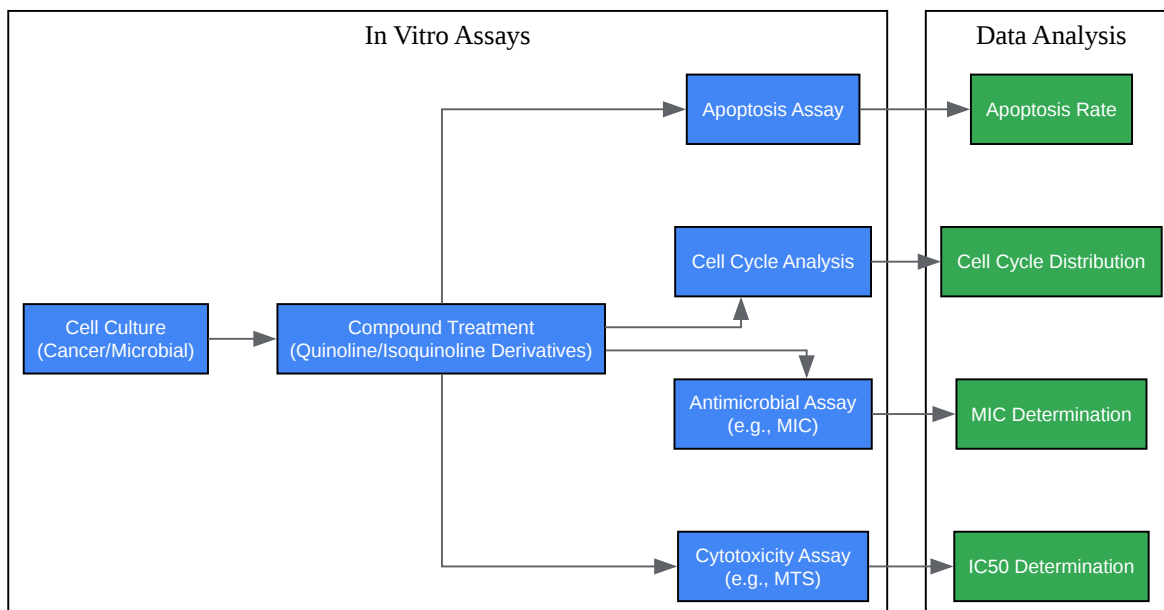 In Vitro Assays
Data Analysis
Apoptosis Assay
Apoptosis Rate
Cell Cycle Analysis
Cell Cycle Distribution
Cell Culture
(Cancer/Microbial)
Compound Treatment
(Quinoline/Isoquinoline Derivatives)
Antimicrobial Assay
(e.g., MIC)
MIC Determination
Cytotoxicity Assay
(e.g., MTS)
IC50 Determination